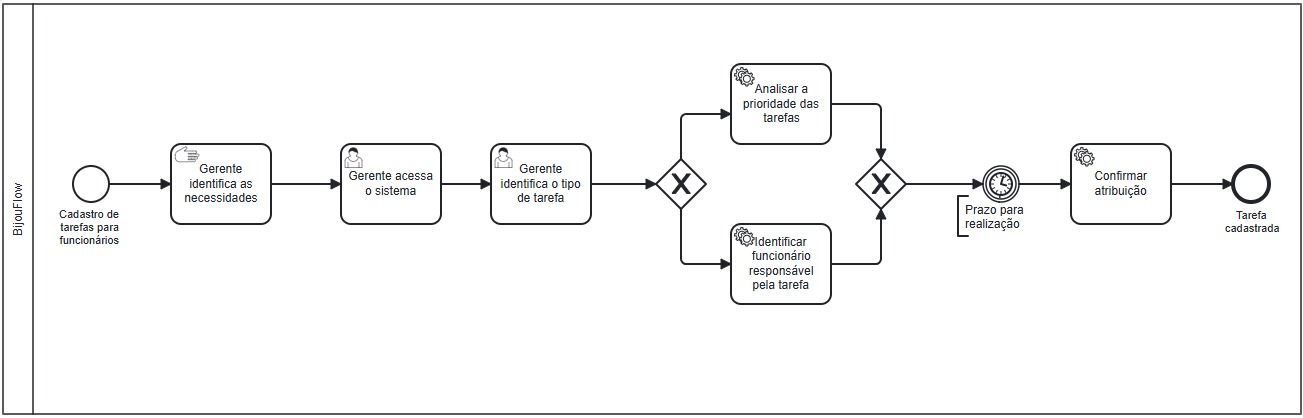 BijouFlow
Cadastro de
tarefas para
funcionários
Gerente
identifica as
necessidades
Gerente acessa
o sistema
Gerente
identifica o tipo
de tarefa
Analisar a
prioridade das
tarefas
Identificar
funcionário
responsável
pela tarefa
Prazo para
realização
Confirmar
atribuição
Tarefa
cadastrada